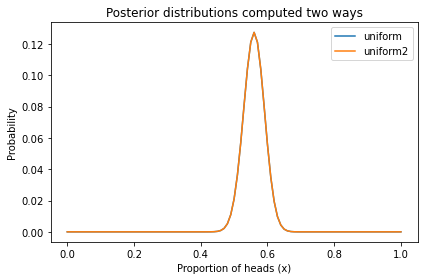 Posterior distributions computed two ways
uniform
uniform2
Probability
0.12
0.10
0.08
0.06
0.04
0.02
0.00
0.0 0.2 0.4 0.6 0.8 1.0
Proportion of heads (x)